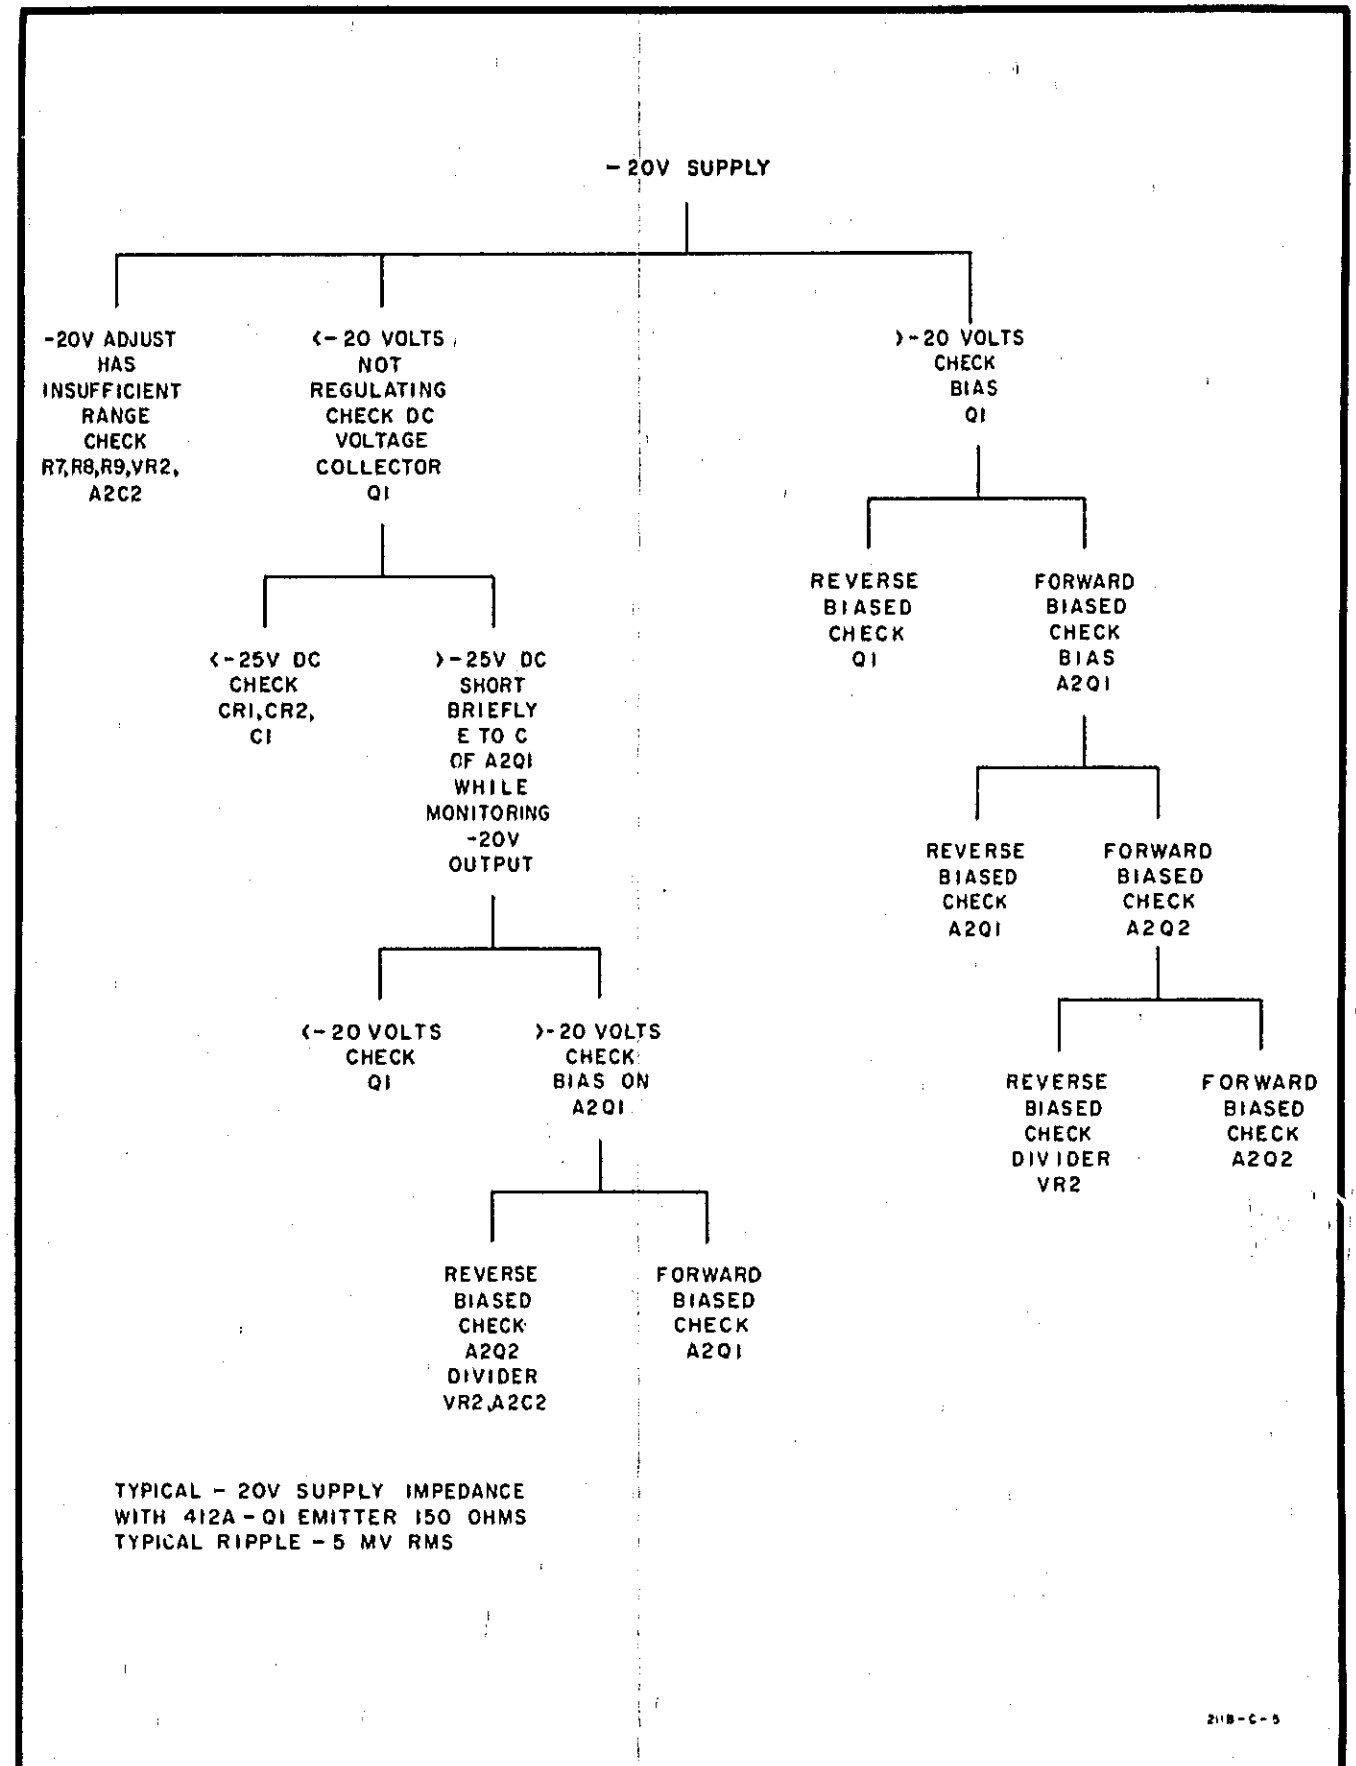 -20V SUPPLY
-20V ADJUST
HAS
INSUFFICIENT
RANGE
CHECK
R7,R8,R9,VR2,
A2C2
<-20 VOLTS
NOT
REGULATING
CHECK DC
VOLTAGE
COLLECTOR
Q1
>-20 VOLTS
CHECK
BIAS
Q1
<-25V DC
CHECK
CR1,CR2,
C1
>-25V DC
SHORT
BRIEFLY
E TO C
OF A2Q1
WHILE
MONITORING
-20V
OUTPUT
REVERSE
BIASED
CHECK
Q1
FORWARD
BIASED
CHECK
BIAS
A2Q1
REVERSE
BIASED
CHECK
A2Q1
FORWARD
BIASED
CHECK
A2Q2
<-20 VOLTS
CHECK
Q1
>-20 VOLTS
CHECK
BIAS ON
A2Q1
REVERSE
BIASED
CHECK
DIVIDER
VR2
FORWARD
BIASED
CHECK
A2Q2
REVERSE
BIASED
CHECK
A2Q2
DIVIDER
VR2,A2C2
FORWARD
BIASED
CHECK
A2Q1
TYPICAL - 20V SUPPLY IMPEDANCE
WITH 412A - Q1 EMITTER 150 OHMS
TYPICAL RIPPLE - 5 MV RMS
211B-C-5